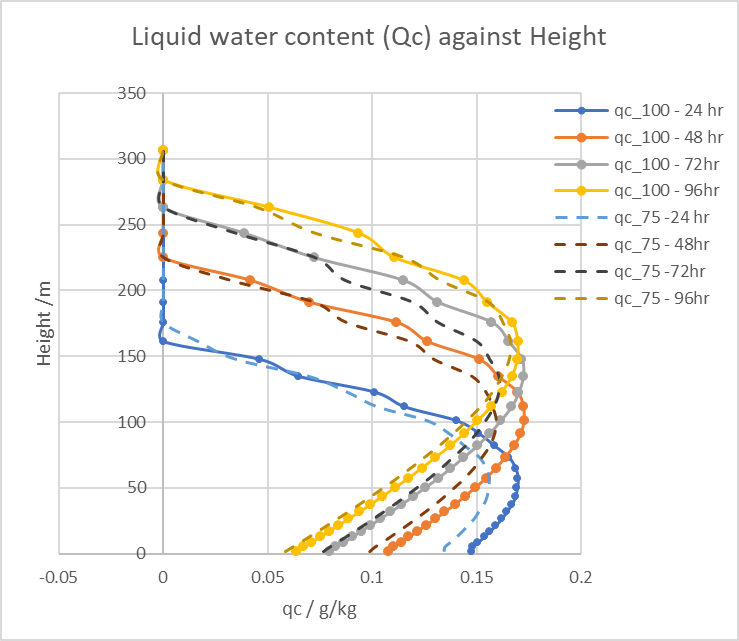 Liquid water content (Qc) against Height
350
300
250
200
150
100
50
0
-0.05
0
0.05
0.1
0.15
0.2
Height /m
qc / g/kg
qc_100 - 24 hr
qc_100 - 48 hr
qc_100 - 72hr
qc_100 - 96hr
qc_75 -24 hr
qc_75 - 48hr
qc_75 -72hr
qc_75 - 96hr